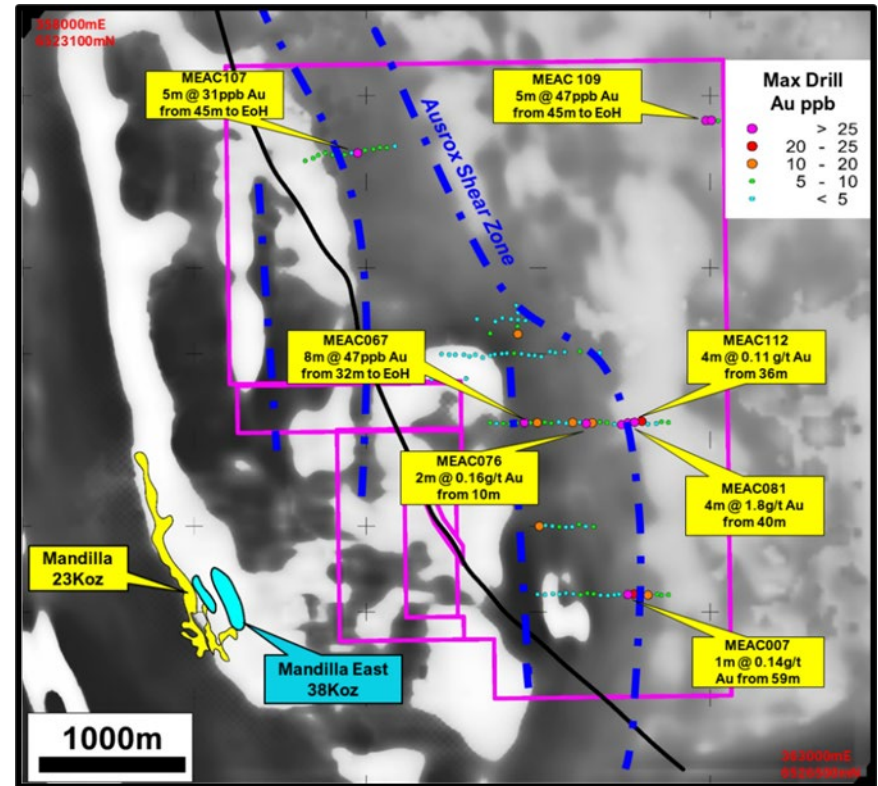 358000mE
6523100mN
MEAC107
5m @ 31ppb Au
from 45m to EoH
MEAC 109
5m @ 47ppb Au
from 45m to EoH
Max Drill
Au ppb
> 25
20 - 25
10 - 20
5 - 10
< 5
Ausrox Shear Zone
MEAC067
8m @ 47ppb Au
from 32m to EoH
MEAC112
4m @ 0.11 g/t Au
from 36m
MEAC076
2m @ 0.16g/t Au
from 10m
MEAC081
4m @ 1.8g/t Au
from 40m
Mandilla
23Koz
Mandilla East
38Koz
MEAC007
1m @ 0.14g/t
Au from 59m
1000m
363000mE